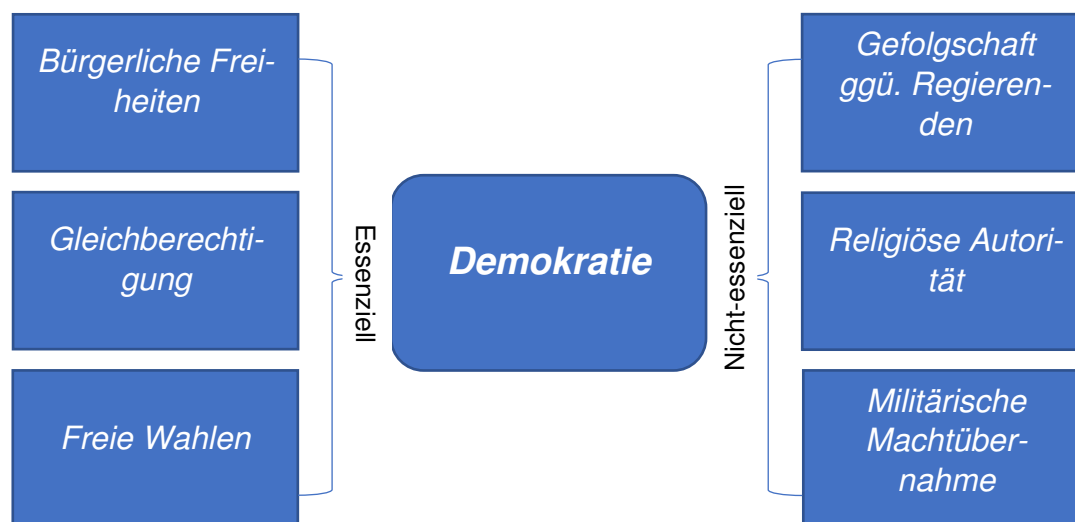 Bürgerliche Frei-
heiten
Gleichberechti-
gung
Freie Wahlen
Essenziell
Demokratie
Nicht-essenziell
Gefolgschaft
ggü. Regieren-
den
Religiöse Autori-
tät
Militärische
Machtüber-
nahme